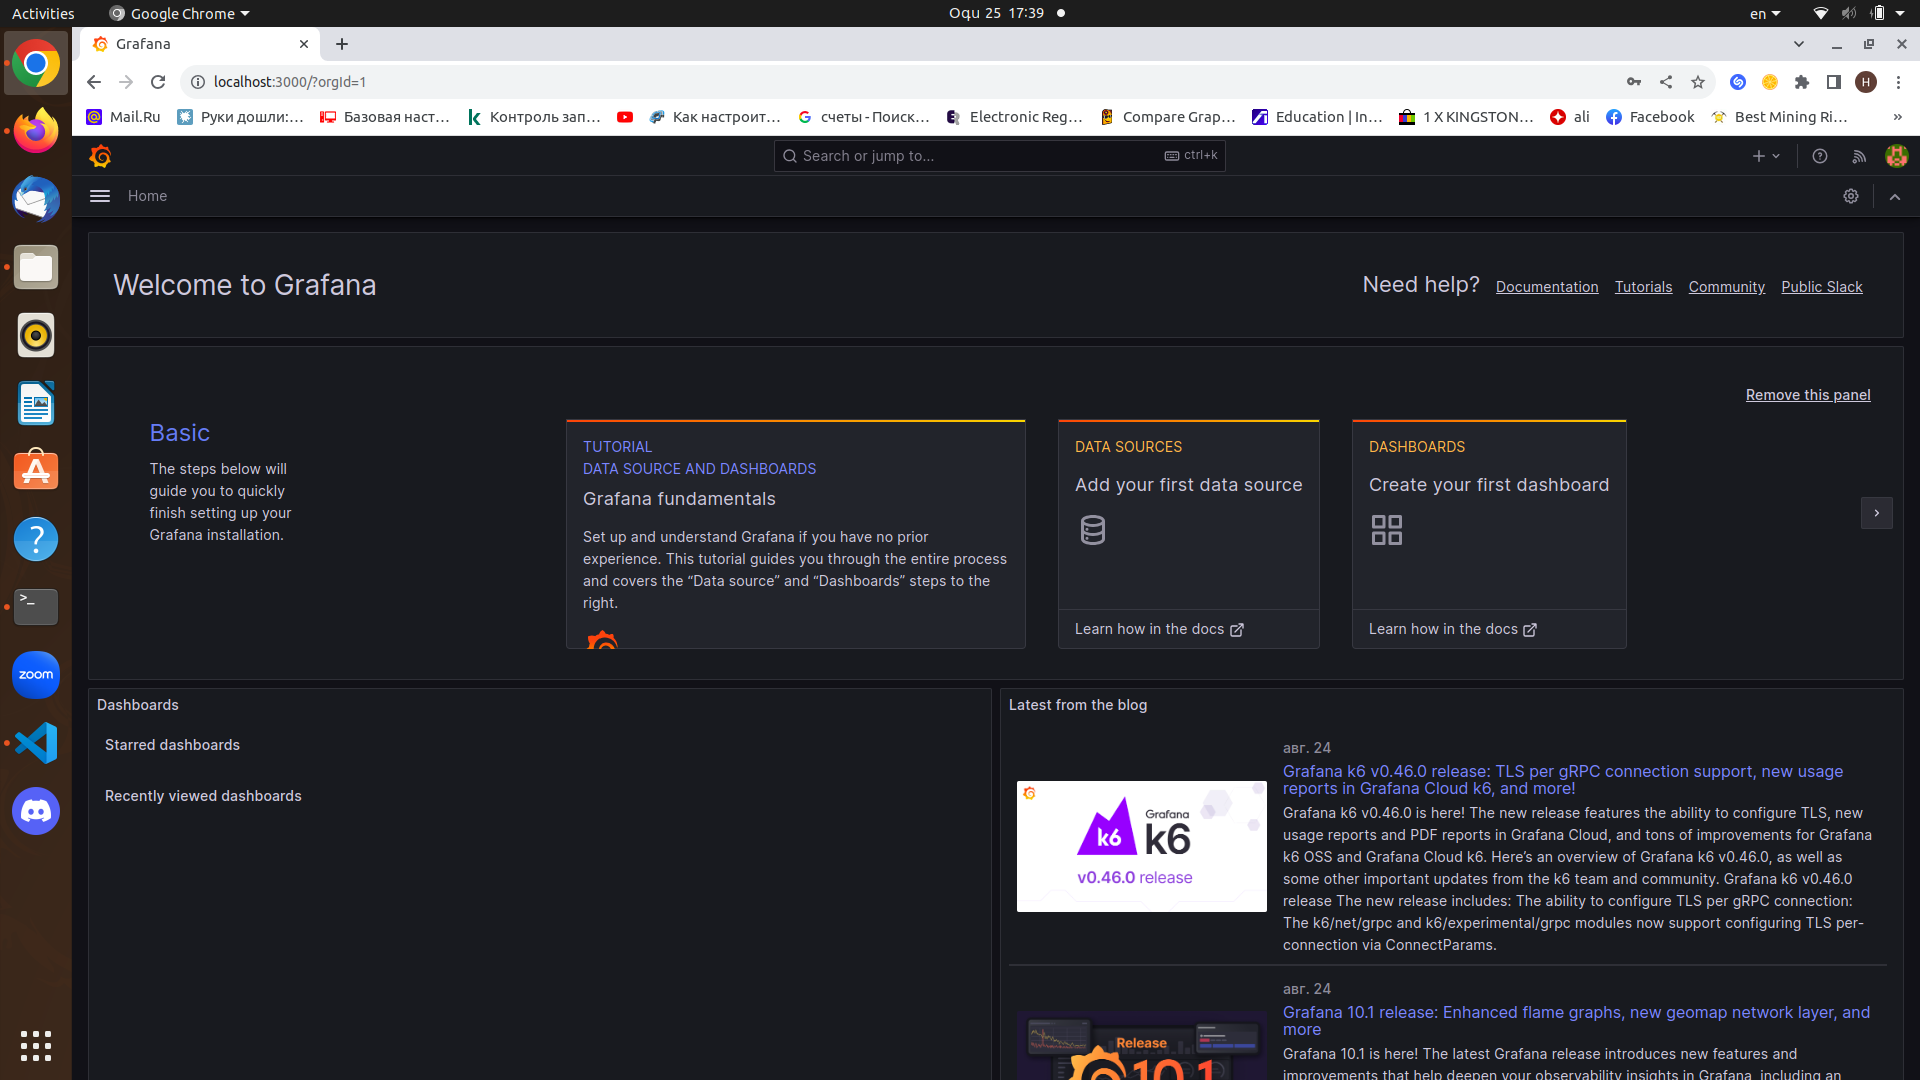 Activities
Google Chrome
Օգս 25 17:39
en
Grafana
localhost:3000/?orgId=1
H
Mail.Ru
Руки дошли:...
Базовая наст...
Контроль зап...
Как настроит...
счеты - Поиск...
Electronic Reg...
Compare Grap...
Education | In...
1 X KINGSTON...
ali
Facebook
Best Mining Ri...
»
Search or jump to...
ctrl+k
Home
Welcome to Grafana
Need help?
Documentation
Tutorials
Community
Public Slack
Remove this panel
Basic
The steps below will
guide you to quickly
finish setting up your
Grafana installation.
TUTORIAL
DATA SOURCE AND DASHBOARDS
Grafana fundamentals
Set up and understand Grafana if you have no prior
experience. This tutorial guides you through the entire process
and covers the “Data source” and “Dashboards” steps to the
right.
DATA SOURCES
Add your first data source
Learn how in the docs
DASHBOARDS
Create your first dashboard
Learn how in the docs
zoom
Dashboards
Starred dashboards
Recently viewed dashboards
Latest from the blog
Grafana
k6
k6
v0.46.0 release
авг. 24
Grafana k6 v0.46.0 release: TLS per gRPC connection support, new usage
reports in Grafana Cloud k6, and more!
Grafana k6 v0.46.0 is here! The new release features the ability to configure TLS, new
usage reports and PDF reports in Grafana Cloud, and tons of improvements for Grafana
k6 OSS and Grafana Cloud k6. Here’s an overview of Grafana k6 v0.46.0, as well as
some other important updates from the k6 team and community. Grafana k6 v0.46.0
release The new release includes: The ability to configure TLS per gRPC connection:
The k6/net/grpc and k6/experimental/grpc modules now support configuring TLS per-
connection via ConnectParams.
Release
10.1
авг. 24
Grafana 10.1 release: Enhanced flame graphs, new geomap network layer, and
more
Grafana 10.1 is here! The latest Grafana release introduces new features and
improvements that help deepen your observability insights in Grafana, including an